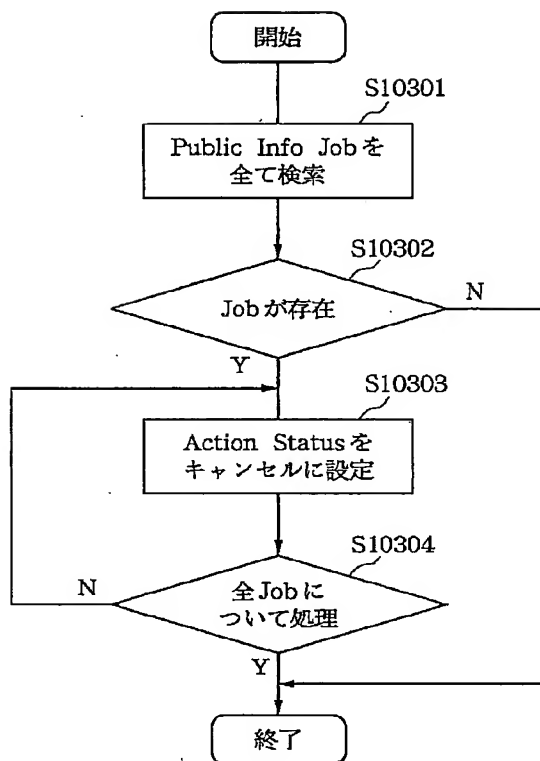 開始
S10301
Public Info Jobを
全て検索
S10302
Jobが存在
N
Y
S10303
Action Statusを
キャンセルに設定
S10304
全Jobに
ついて処理
N
Y
終了